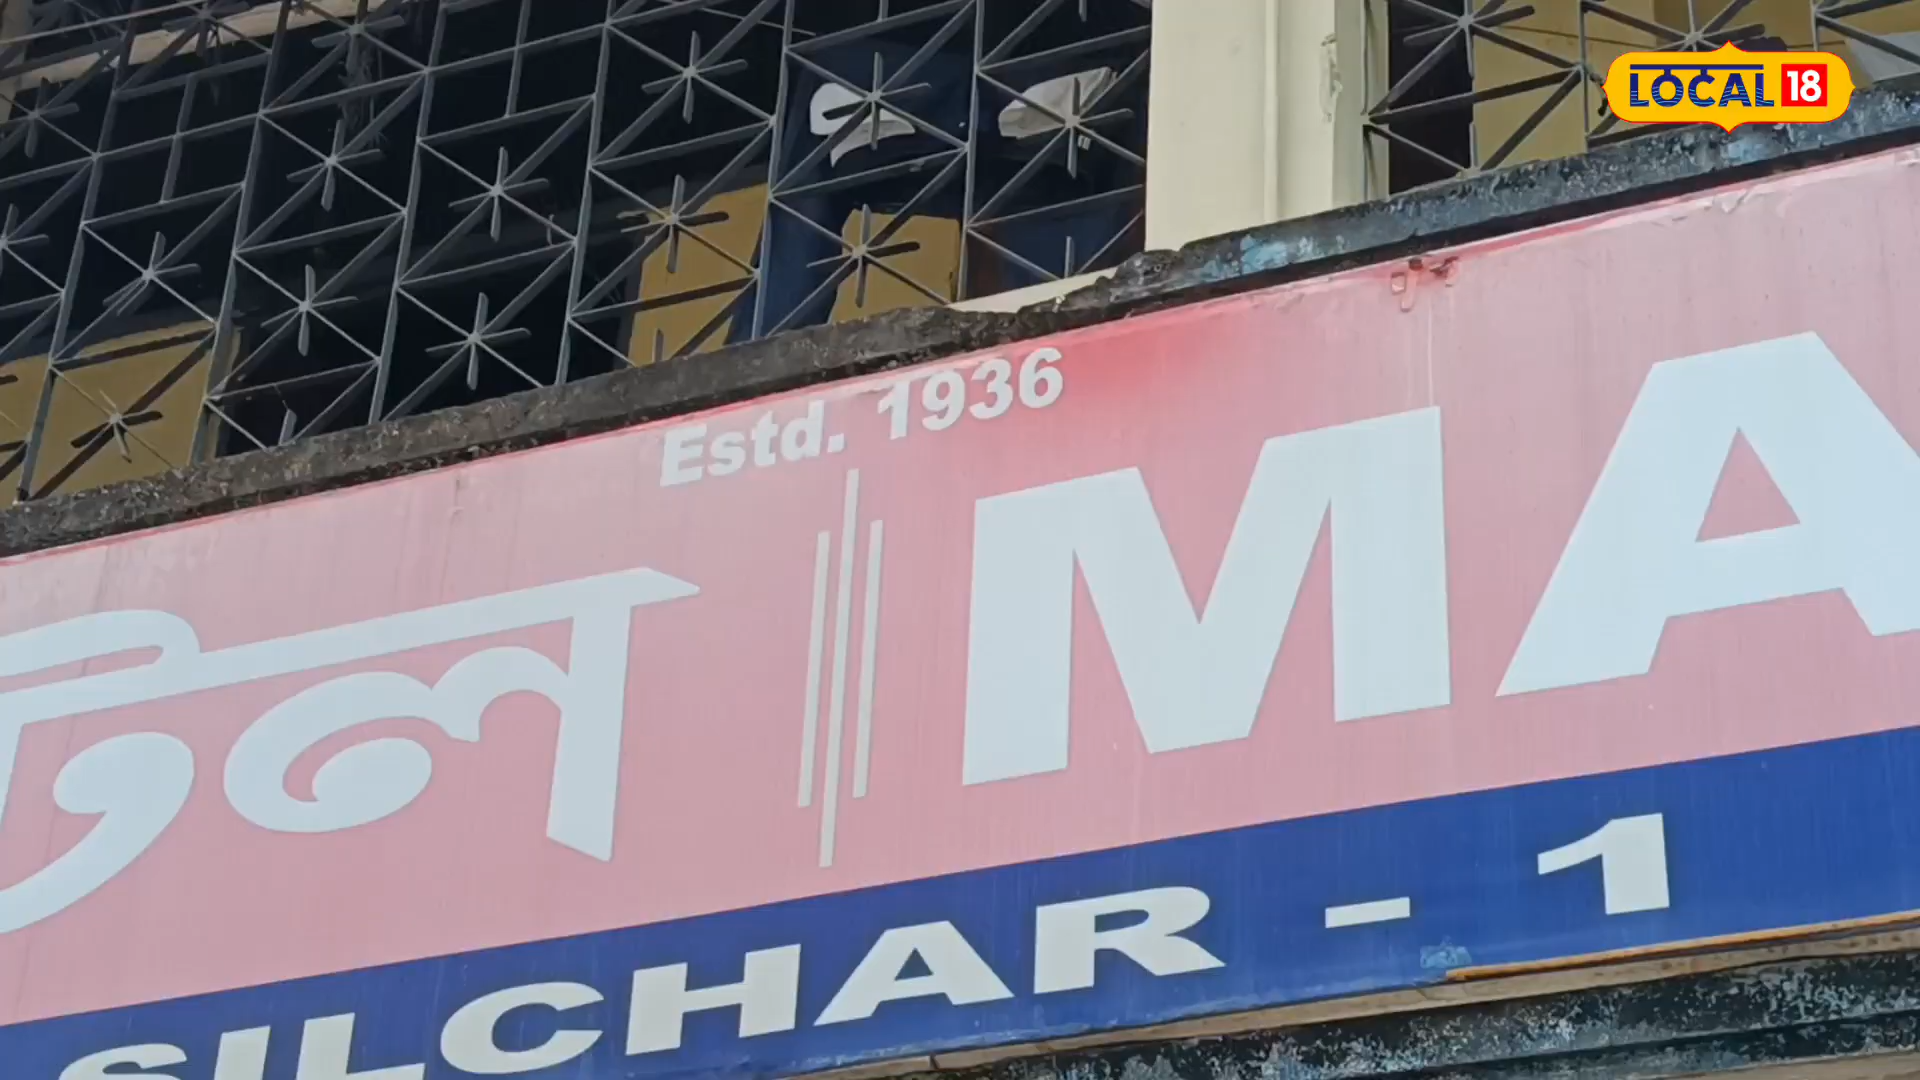 LOCAL 18
Estd. 1936
টেল MA
SILCHAR - 1